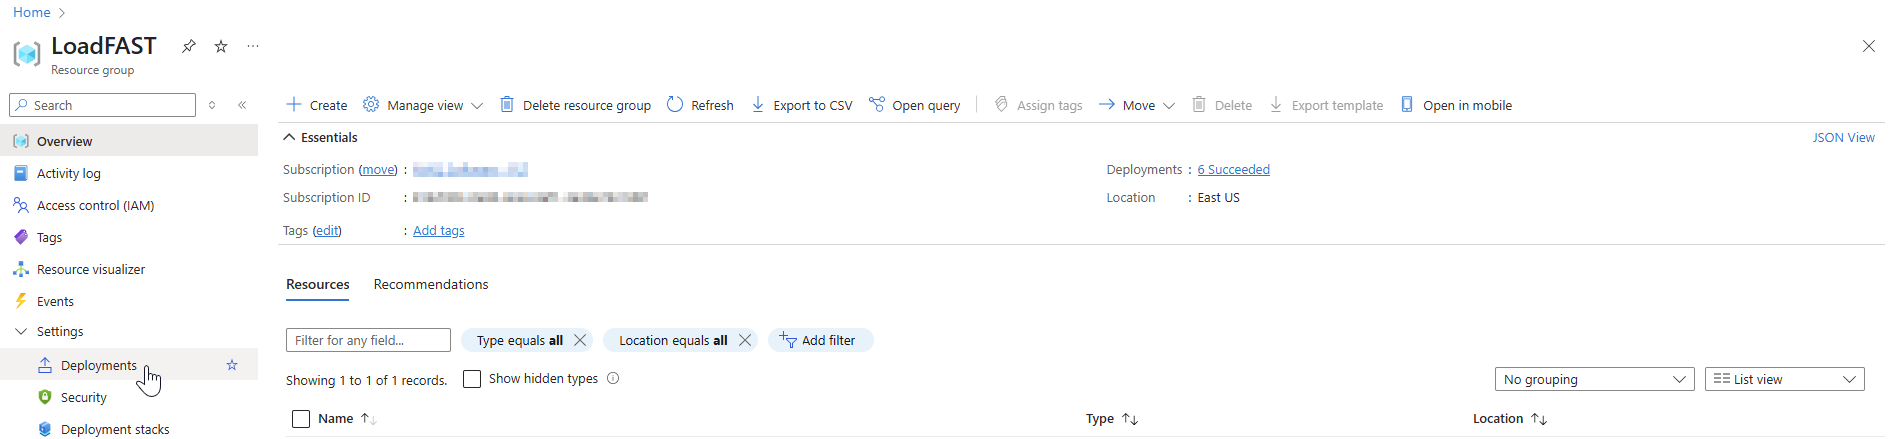 Home
LoadFAST
Resource group
Search
Overview
Activity log
Access control (IAM)
Tags
Resource visualizer
Events
Settings
Deployments
Security
Deployment stacks
Create Manage view Delete resource group Refresh Export to CSV Open query Assign tags Move Delete Export template Open in mobile
Essentials
JSON View
Subscription (move) :
Deployments : 6 Succeeded
Subscription ID :
Location : East US
Tags (edit) : Add tags
Resources Recommendations
Filter for any field... Type equals all Location equals all Add filter
Showing 1 to 1 of 1 records. Show hidden types
No grouping List view
Name Type Location